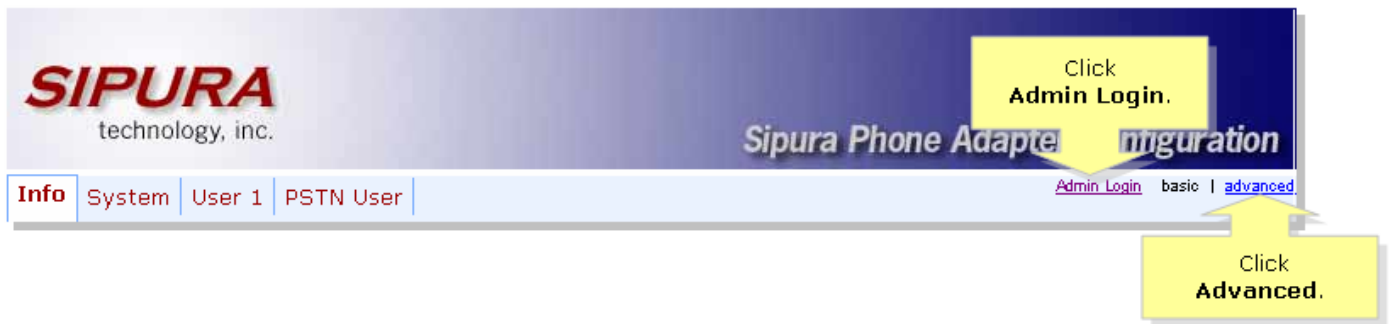 SIPURA
technology, inc.
Click
Admin Login.
Sipura Phone Adapte nfiguration
Info System User 1 PSTN User
Admin Login basic | advanced
Click
Advanced.